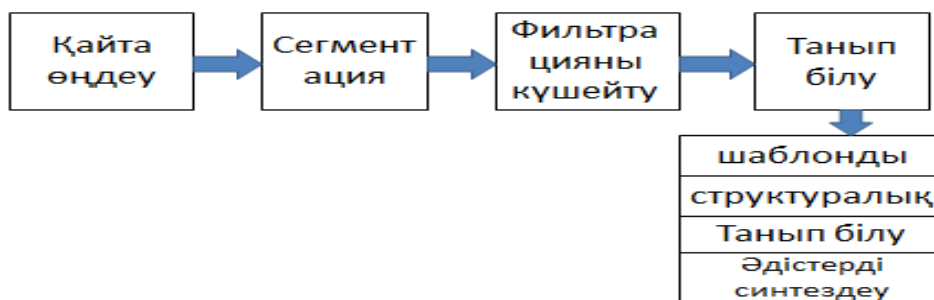 Қайта
өңдеу
Сегмент
ация
Фильтра
цияны
күшейту
Танып
білу
шаблонды
структуралық
Танып білу
Әдістерді
синтездеу